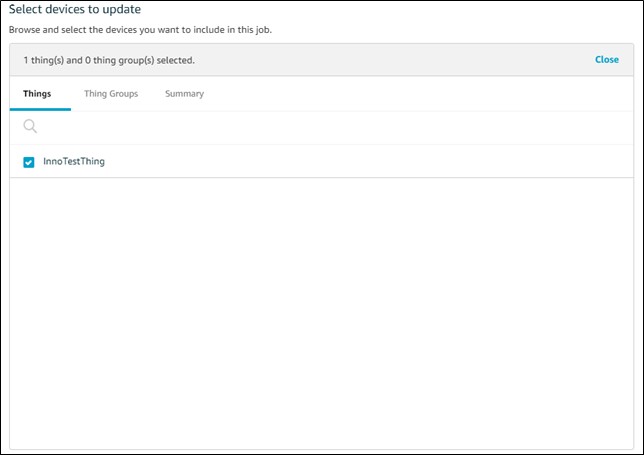 Select devices to update
Browse and select the devices you want to include in this job.
1 thing(s) and 0 thing group(s) selected.
Close
Things
Thing Groups
Summary
InnoTestThing